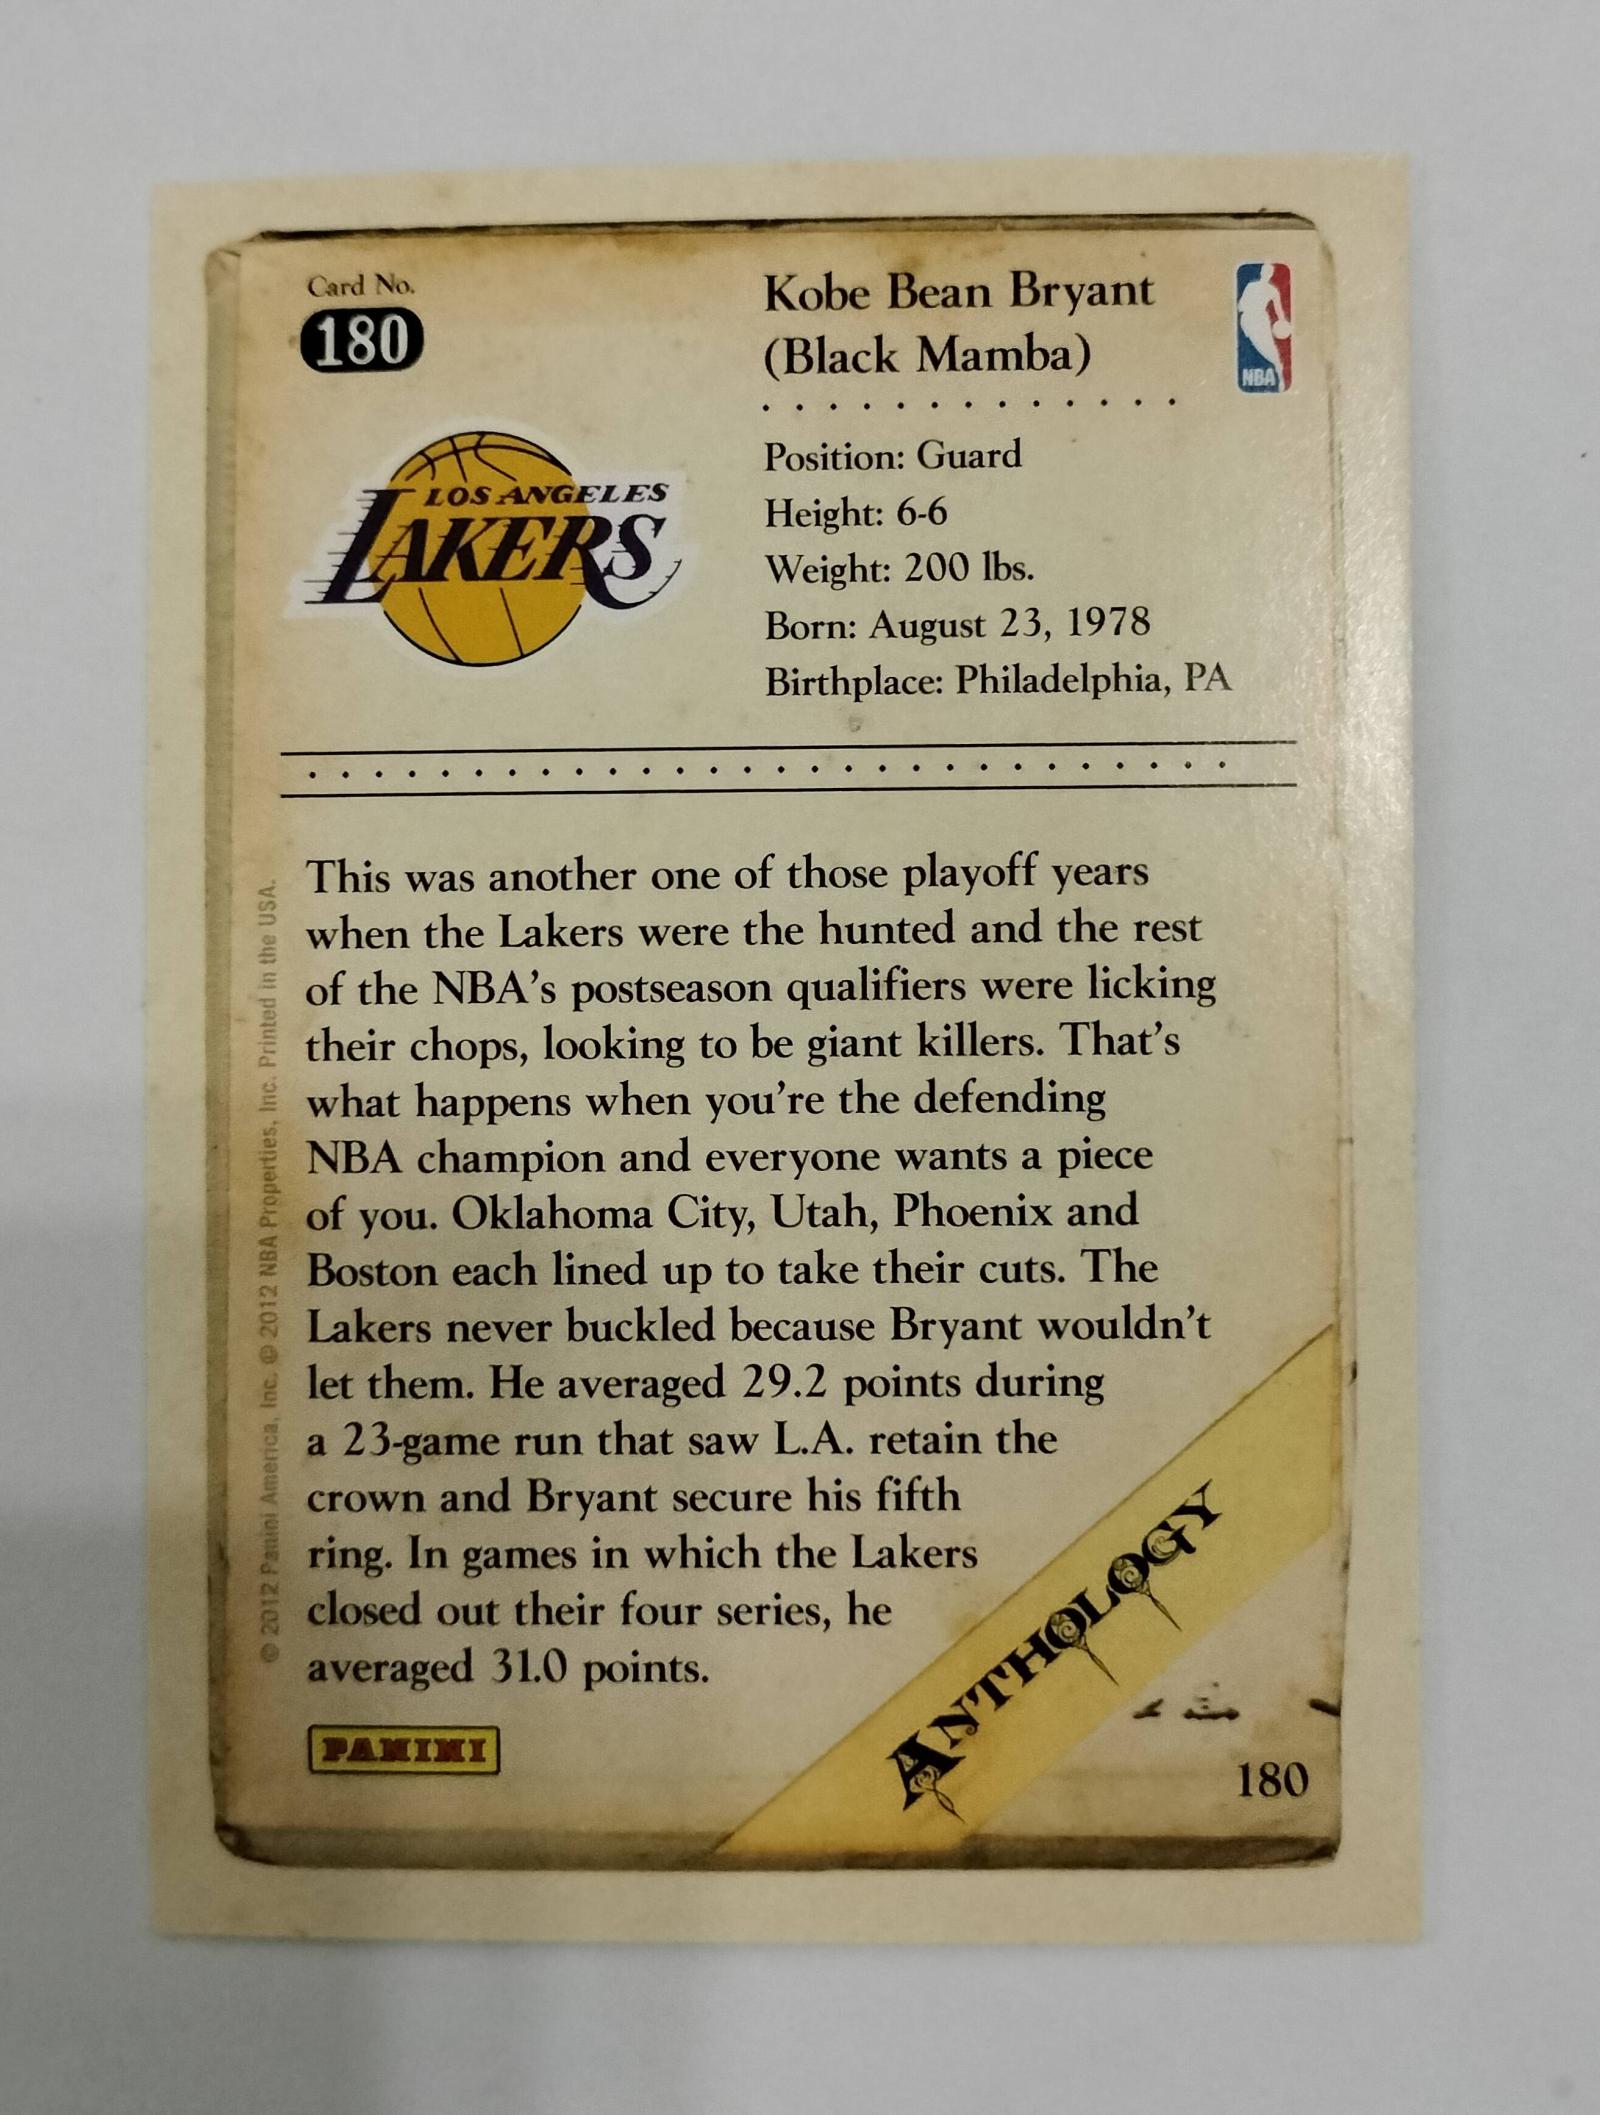 Card No.
180
Kobe Bean Bryant
(Black Mamba)
NBA
LOS ANGELES
LAKERS
Position: Guard
Height: 6-6
Weight: 200 lbs.
Born: August 23, 1978
Birthplace: Philadelphia, PA
This was another one of those playoff years
when the Lakers were the hunted and the rest
of the NBA's postseason qualifiers were licking
their chops, looking to be giant killers. That's
what happens when you're the defending
NBA champion and everyone wants a piece
of you. Oklahoma City, Utah, Phoenix and
Boston each lined up to take their cuts. The
Lakers never buckled because Bryant wouldn't
let them. He averaged 29.2 points during
a 23-game run that saw L.A. retain the
crown and Bryant secure his fifth
ring. In games in which the Lakers
closed out their four series, he
averaged 31.0 points.
© 2012 Panini America, Inc. © 2012 NBA Properties, Inc. Printed in the USA.
PANINI
ANTHOLOGY
180